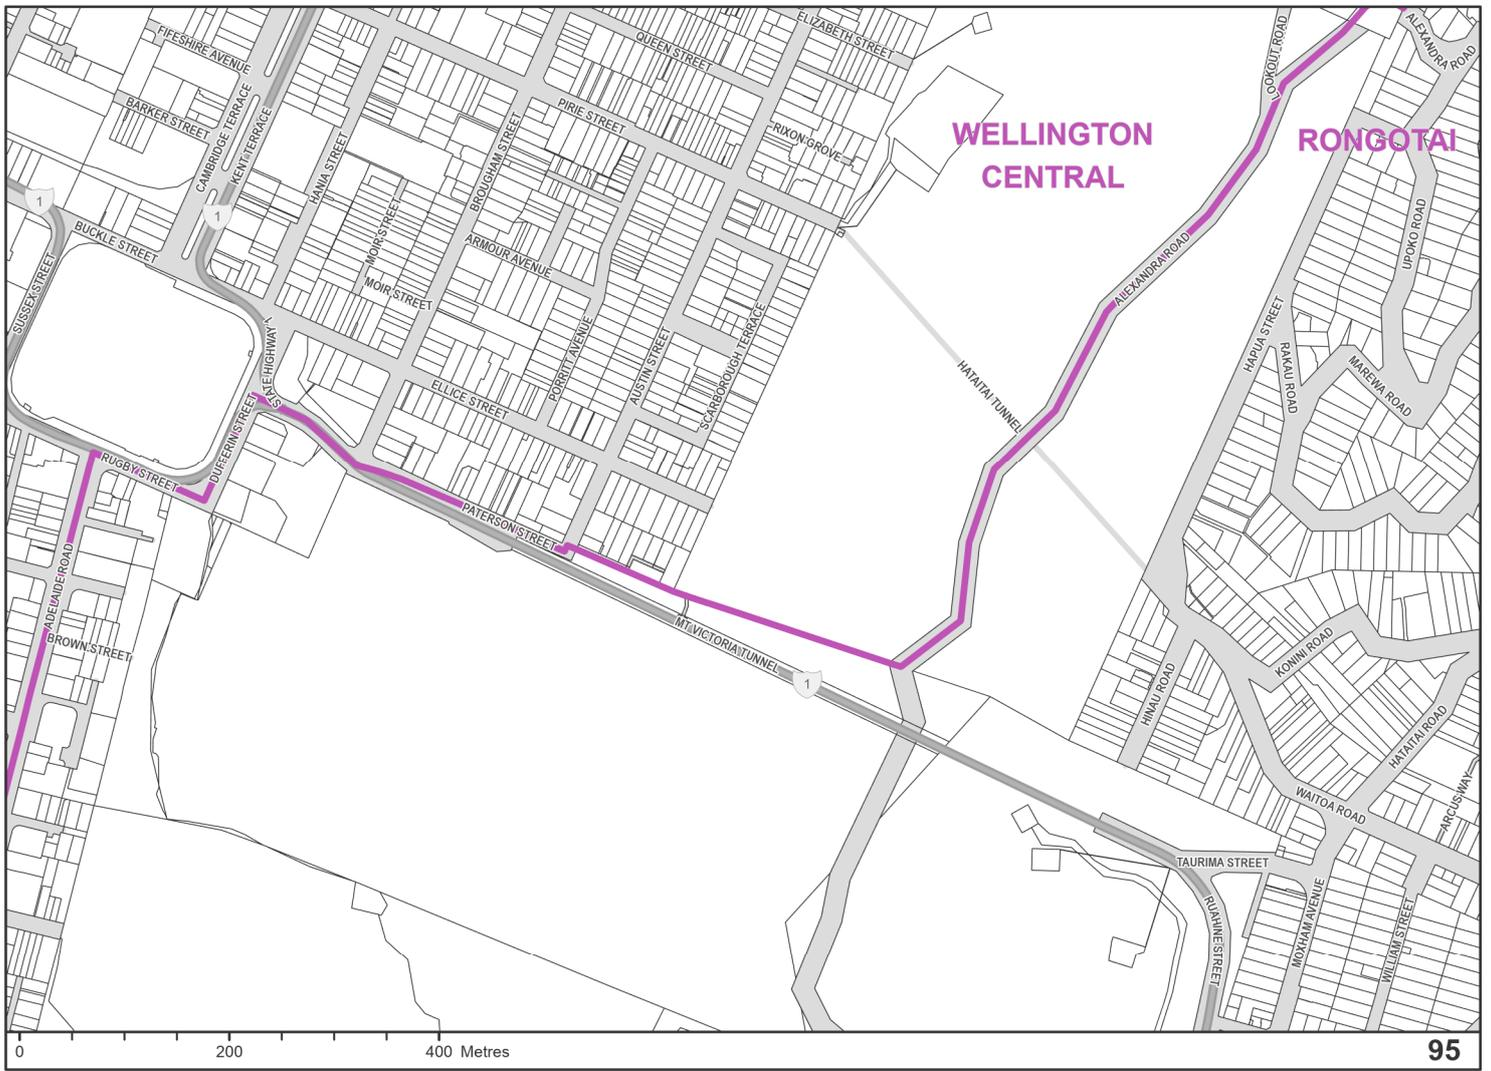 FIFESHIRE AVENUE
BARKER STREET
CAMBRIDGE TERRACE
KENT TERRACE
HANIA STREET
QUEEN STREET
ELIZABETH STREET
PIRIE STREET
RIXON GROVE
BROUGHAM STREET
WELLINGTON
CENTRAL
LOOKOUT ROAD
ALEXANDRA ROAD
RONGOTAI
1
1
BUCKLE STREET
SUSSEX STREET
MOIR STREET
MOIR STREET
ARMOUR AVENUE
UPOKO ROAD
ALEXANDRA ROAD
STATE HIGHWAY 1
PORRITT AVENUE
AUSTIN STREET
SCARBOROUGH TERRACE
ELLICE STREET
HATAITAI TUNNEL
HAPUA STREET
RAKAU ROAD
MAREWA ROAD
DUFFERIN STREET
RUGBY STREET
PATERSON STREET
ADELAIDE ROAD
BROWN STREET
MT VICTORIA TUNNEL
1
HINAU ROAD
KONINI ROAD
HATAITAI ROAD
WAITOA ROAD
ARCUS WAY
TAURIMA STREET
RUAHINE STREET
MOXHAM AVENUE
WILLIAM STREET
0 200 400 Metres
95